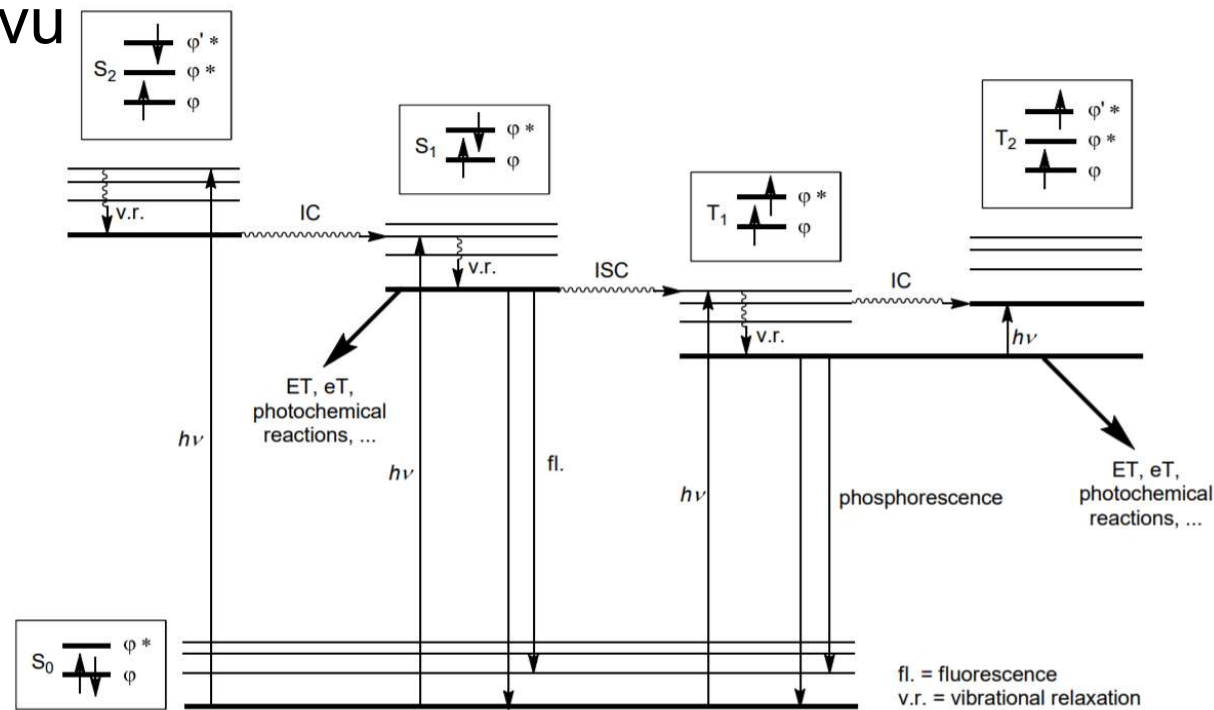 vu
S2
φ' *
φ *
φ
S1
φ *
φ
T2
φ' *
φ *
φ
T1
φ *
φ
v.r.
IC
v.r.
ISC
IC
v.r.
hν
ET, eT,
photochemical
reactions, ...
hν
hν
fl.
hν
phosphorescence
ET, eT,
photochemical
reactions, ...
S0
φ *
φ
fl. = fluorescence
v.r. = vibrational relaxation